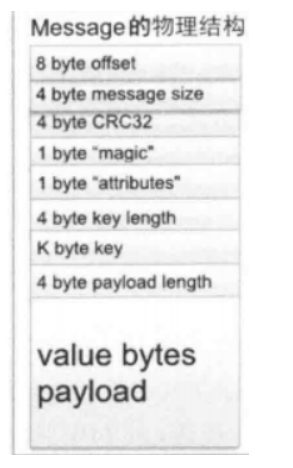 Message的物理结构
8 byte offset
4 byte message size
4 byte CRC32
1 byte “magic"
1 byte “attributes"
4 byte key length
K byte key
4 byte payload length
value bytes
payload